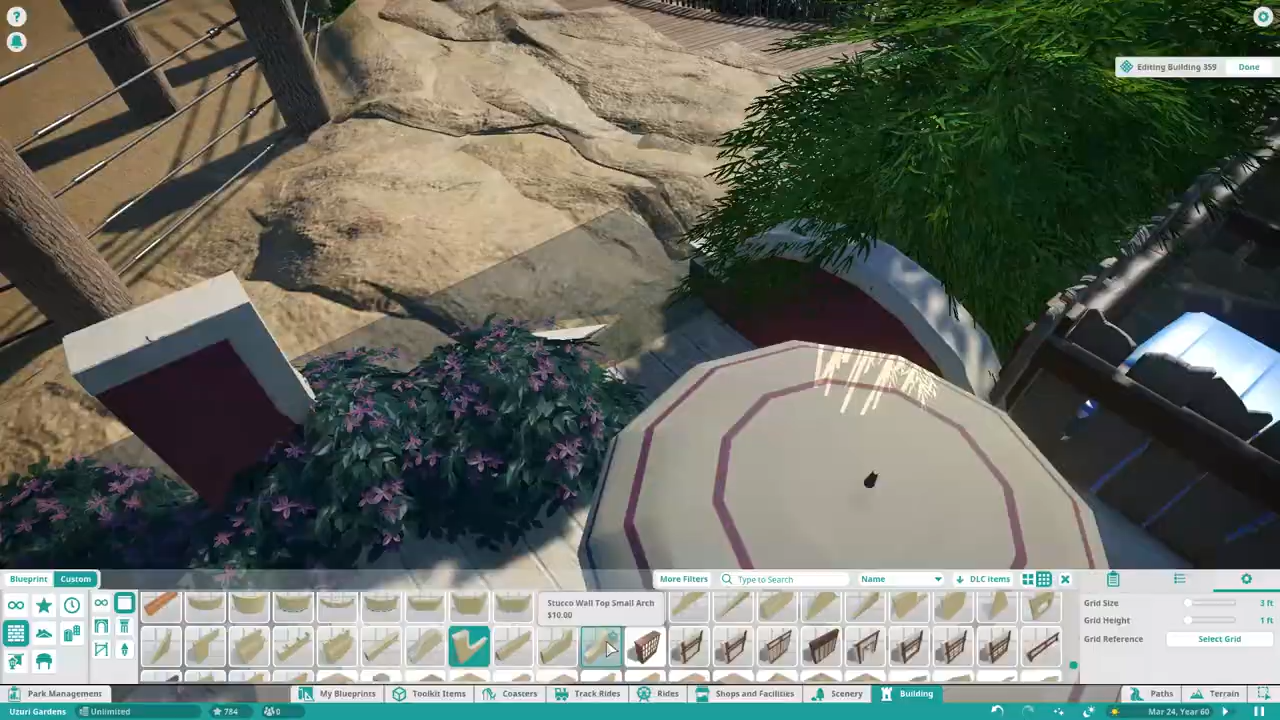 Editing Building 359 Done
Blueprint Custom
More Filters Type to Search Name DLC items
Stucco Wall Top Small Arch
$10.00
Grid Size 3 ft
Grid Height 1 ft
Grid Reference Select Grid
Park Management My Blueprints Toolkit Items Coasters Track Rides Rides Shops and Facilities Scenery Building Paths Terrain
Uzuri Gardens Unlimited 784 0 Mar 24, Year 60